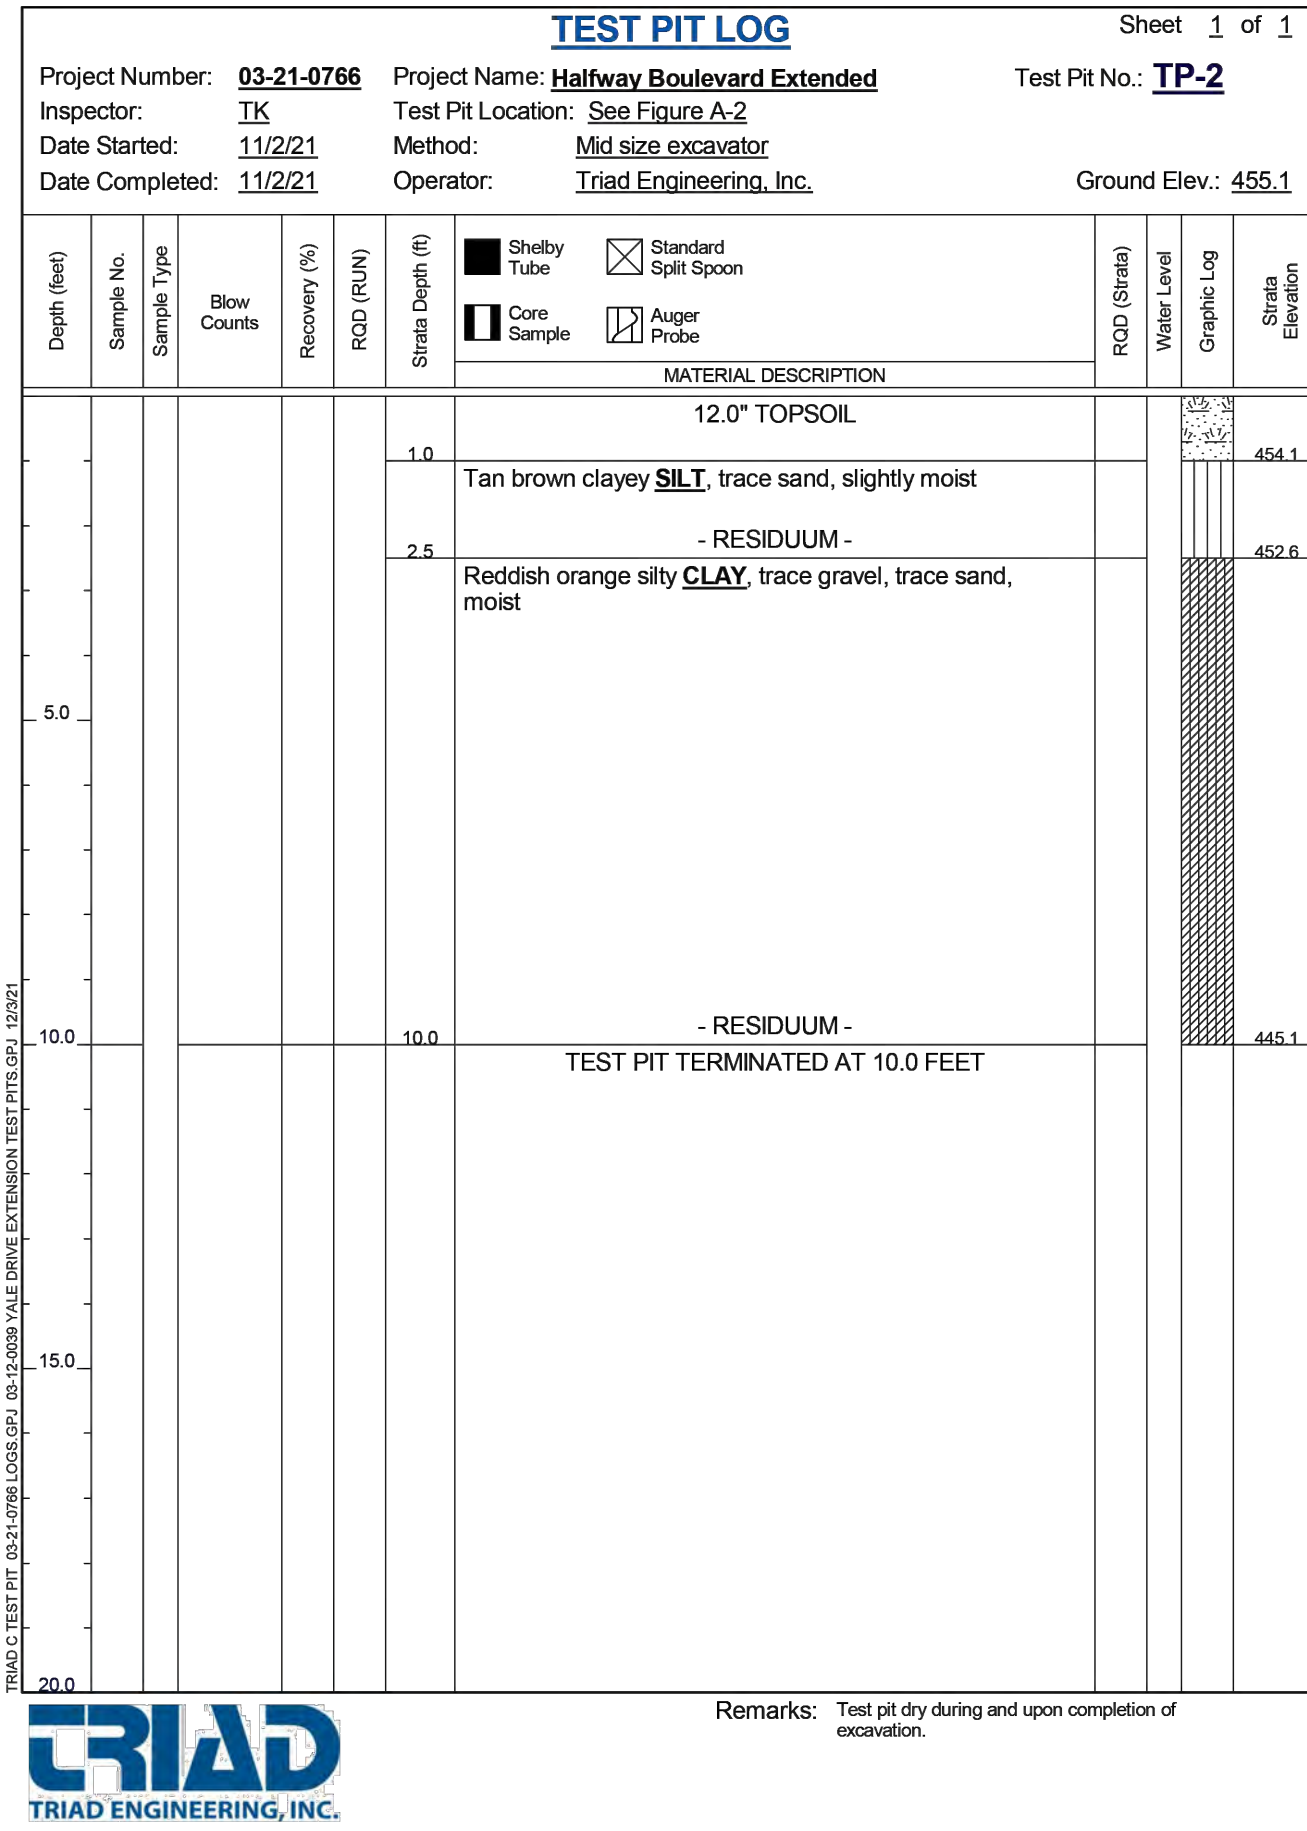 TEST PIT LOG
Sheet 1 of 1
Project Number: 03-21-0766 Project Name: Halfway Boulevard Extended Test Pit No.: TP-2
Inspector: TK Test Pit Location: See Figure A-2
Date Started: 11/2/21 Method: Mid size excavator
Date Completed: 11/2/21 Operator: Triad Engineering, Inc. Ground Elev.: 455.1
Depth (feet)
Sample No.
Sample Type
Blow
Counts
Recovery (%)
RQD (RUN)
Strata Depth (ft)
Shelby
Tube
Standard
Split Spoon
Core
Sample
Auger
Probe
MATERIAL DESCRIPTION
RQD (Strata)
Water Level
Graphic Log
Strata
Elevation
12.0" TOPSOIL
1.0 454.1
Tan brown clayey SILT, trace sand, slightly moist
- RESIDUUM -
2.5 452.6
Reddish orange silty CLAY, trace gravel, trace sand,
moist
5.0
- RESIDUUM -
10.0 10.0 445.1
TEST PIT TERMINATED AT 10.0 FEET
15.0
20.0
TRIAD C TEST PIT 03-21-0766 LOGS.GPJ 03-12-0039 YALE DRIVE EXTENSION TEST PITS.GPJ 12/3/21
TRIAD
TRIAD ENGINEERING, INC.
Remarks: Test pit dry during and upon completion of
excavation.